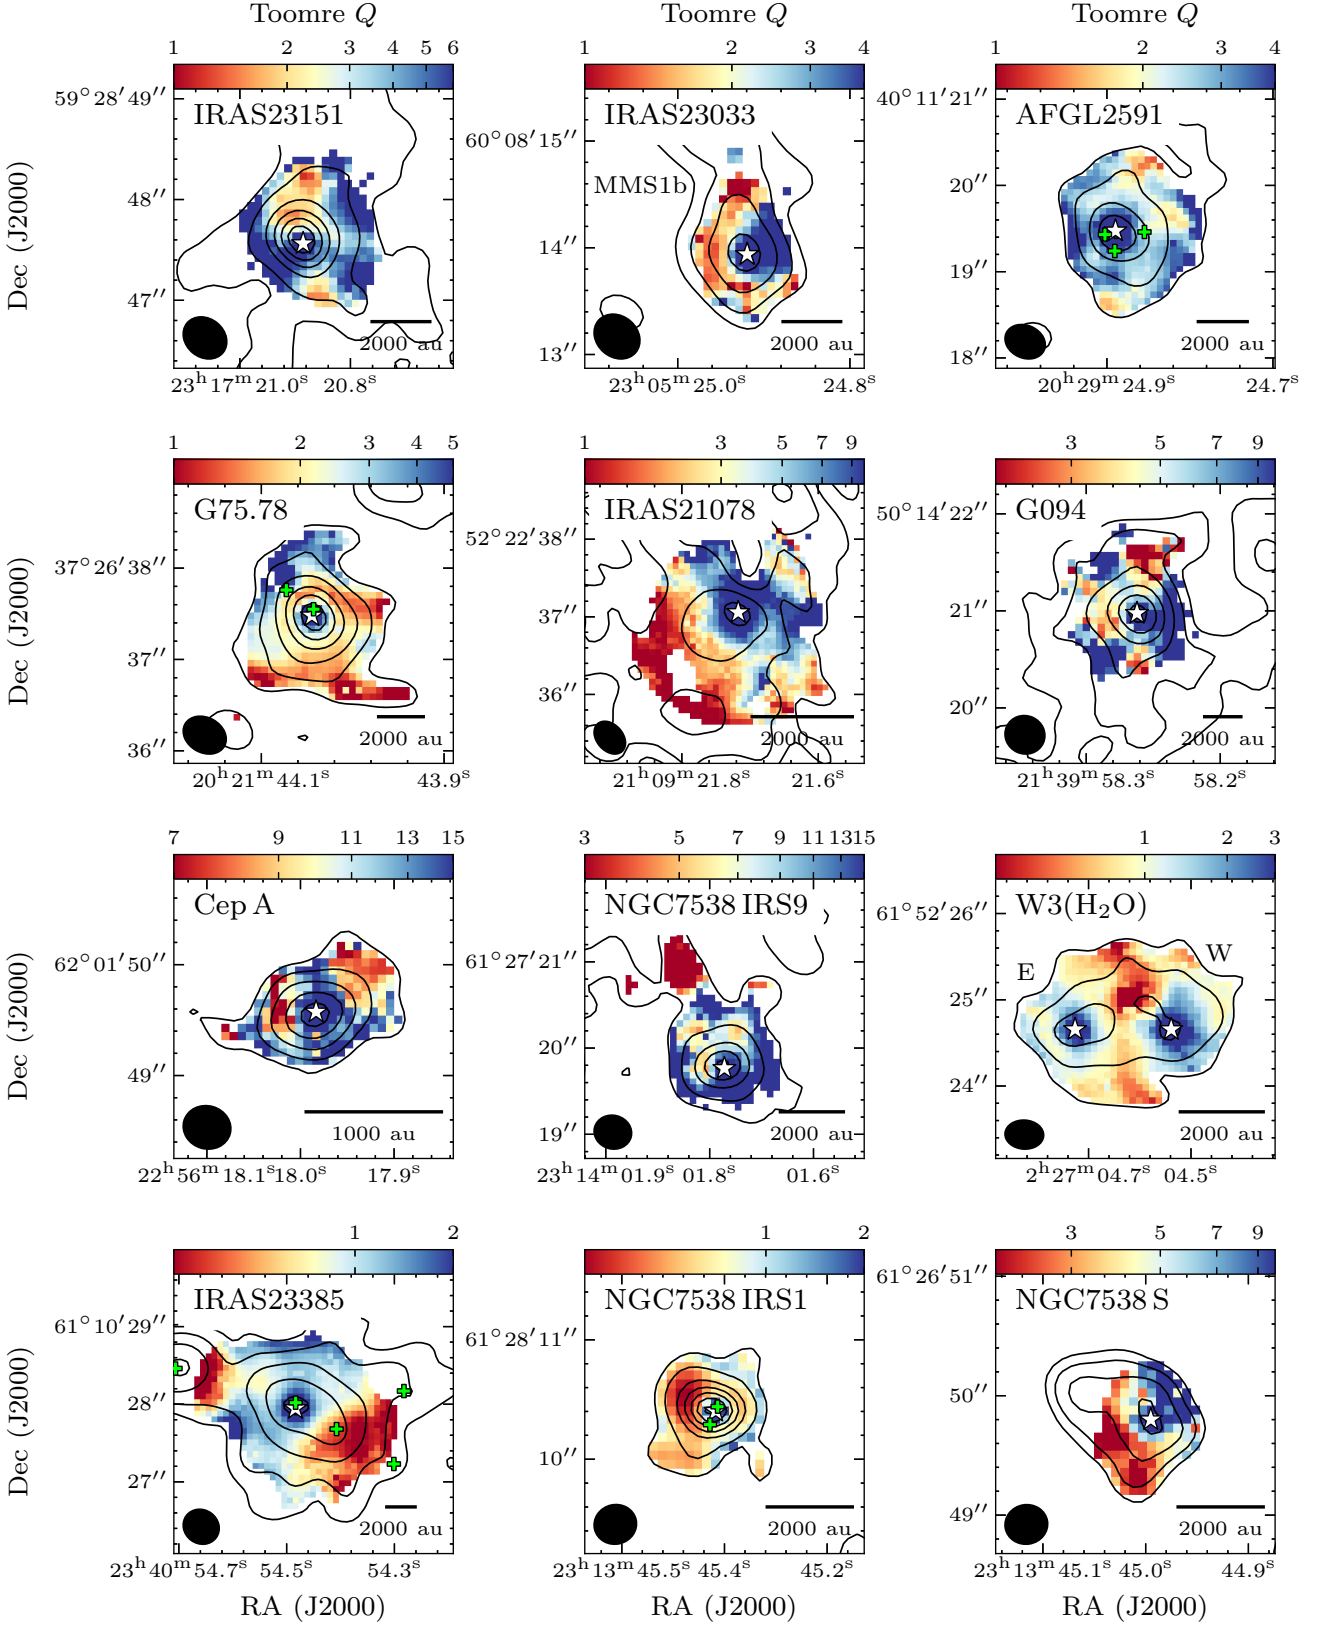 Toomre Q Toomre Q Toomre Q
1 2 3 4 5 6 1 2 3 4 1 2 3 4
IRAS23151 IRAS23033 AFGL2591
MMS1b
59°28′49′′ 48′′ 47′′
60°08′15′′ 14′′ 13′′
40°11′21′′ 20′′ 19′′ 18′′
Dec (J2000)
2000 au 2000 au 2000 au
23ʰ17ᵐ21.0ˢ 20.8ˢ 23ʰ05ᵐ25.0ˢ 24.8ˢ 20ʰ29ᵐ24.9ˢ 24.7ˢ
1 2 3 4 5 1 3 5 7 9 3 5 7 9
G75.78 IRAS21078 G094
37°26′38′′ 37′′ 36′′
52°22′38′′ 37′′ 36′′
50°14′22′′ 21′′ 20′′
Dec (J2000)
2000 au 2000 au 2000 au
20ʰ21ᵐ44.1ˢ 43.9ˢ 21ʰ09ᵐ21.8ˢ 21.6ˢ 21ʰ39ᵐ58.3ˢ 58.2ˢ
7 9 11 13 15 3 5 7 9 11 13 15 1 2 3
Cep A NGC7538 IRS9 W3(H₂O)
E W
62°01′50′′ 49′′
61°27′21′′ 20′′ 19′′
61°52′26′′ 25′′ 24′′
Dec (J2000)
1000 au 2000 au 2000 au
22ʰ56ᵐ18.1ˢ 18.0ˢ 17.9ˢ 23ʰ14ᵐ01.9ˢ 01.8ˢ 01.6ˢ 2ʰ27ᵐ04.7ˢ 04.5ˢ
1 2 1 2 3 5 7 9
IRAS23385 NGC7538 IRS1 NGC7538 S
61°10′29′′ 28′′ 27′′
61°28′11′′ 10′′
61°26′51′′ 50′′ 49′′
Dec (J2000)
2000 au 2000 au 2000 au
23ʰ40ᵐ54.7ˢ 54.5ˢ 54.3ˢ 23ʰ13ᵐ45.5ˢ 45.4ˢ 45.2ˢ 23ʰ13ᵐ45.1ˢ 45.0ˢ 44.9ˢ
RA (J2000) RA (J2000) RA (J2000)